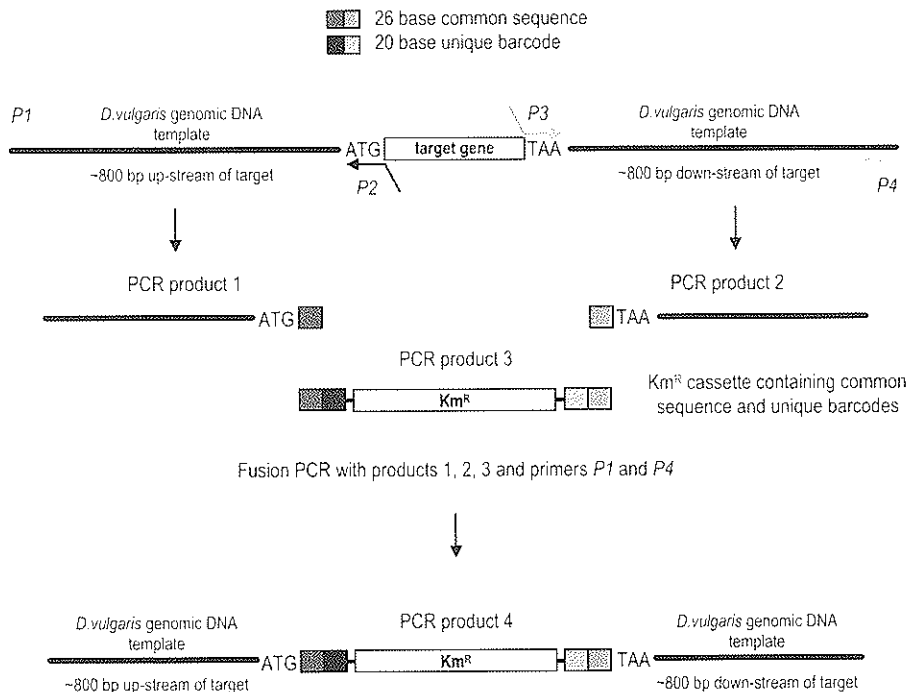 26 base common sequence
20 base unique barcode
P1
D.vulgaris genomic DNA
template
P3
D.vulgaris genomic DNA
template
ATG
target gene
TAA
~800 bp up-stream of target
P2
~800 bp down-stream of target
P4
PCR product 1
PCR product 2
ATG
TAA
PCR product 3
KmR
KmR cassette containing common
sequence and unique barcodes
Fusion PCR with products 1, 2, 3 and primers P1 and P4
D.vulgaris genomic DNA
template
PCR product 4
D.vulgaris genomic DNA
template
ATG
KmR
TAA
~800 bp up-stream of target
~800 bp down-stream of target